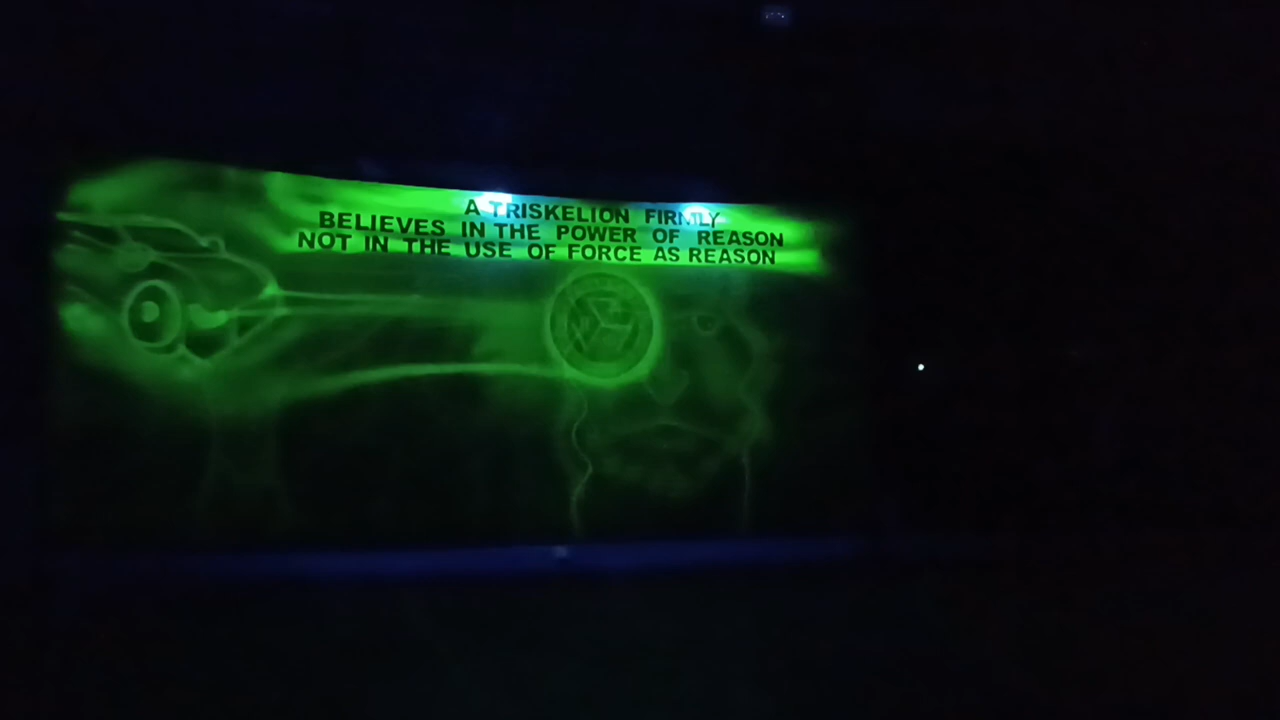 A TRISKELION FIRMLY
BELIEVES IN THE POWER OF REASON
NOT IN THE USE OF FORCE AS REASON